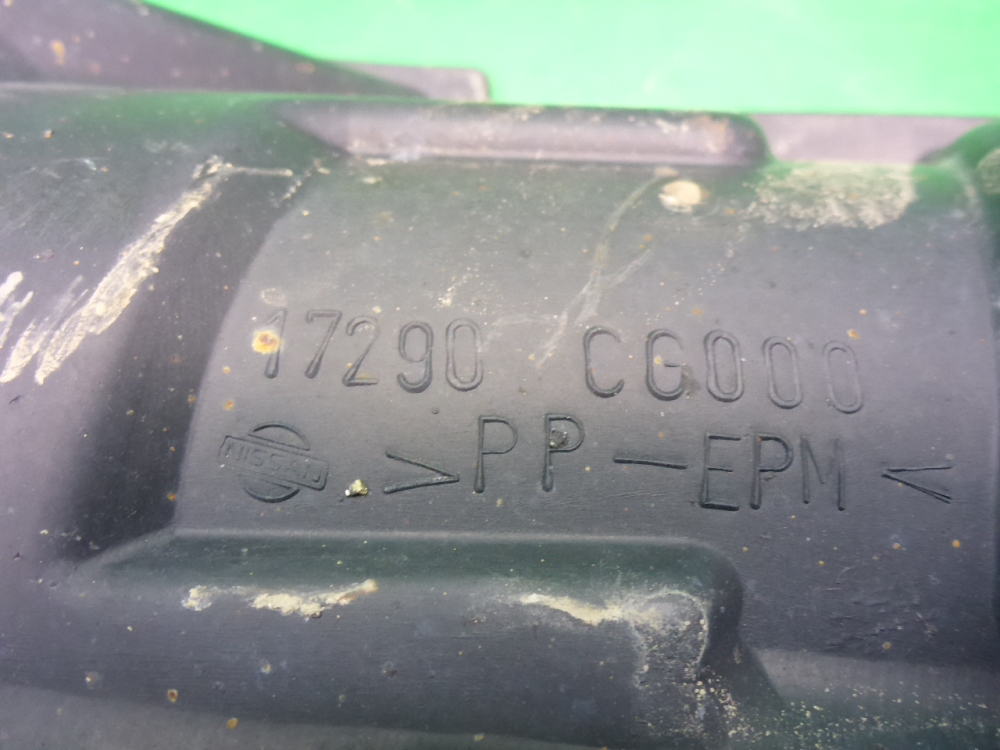 17290 CG000
NISSAN >PP-EPM<